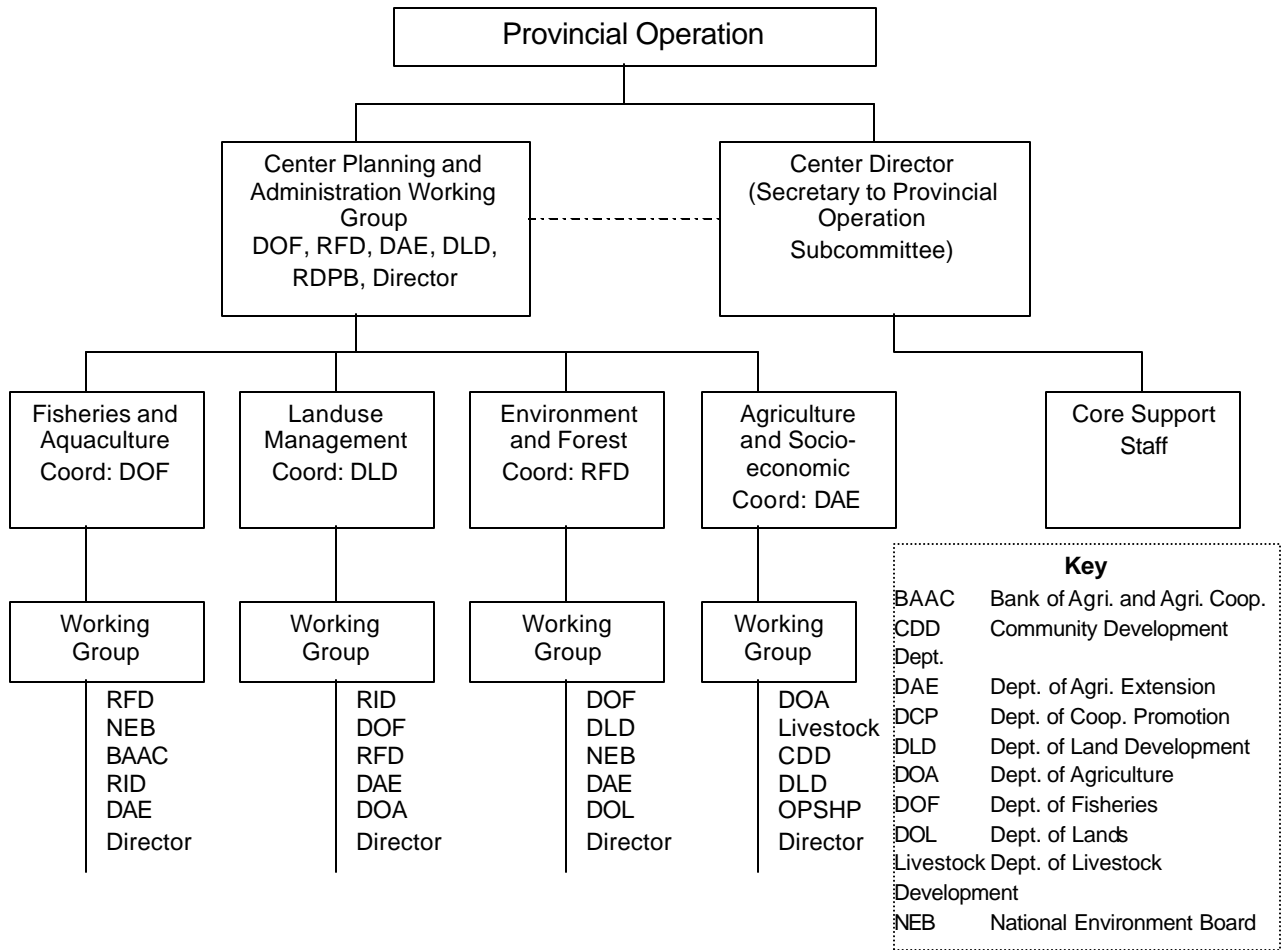 Provincial Operation
Center Planning and
Administration Working
Group
DOF, RFD, DAE, DLD,
RDPB, Director
Center Director
(Secretary to Provincial
Operation
Subcommittee)
Fisheries and
Aquaculture
Coord: DOF
Landuse
Management
Coord: DLD
Environment
and Forest
Coord: RFD
Agriculture
and Socio-
economic
Coord: DAE
Core Support
Staff
Working
Group
RFD
NEB
BAAC
RID
DAE
Director
Working
Group
RID
DOF
RFD
DAE
DOA
Director
Working
Group
DOF
DLD
NEB
DAE
DOL
Director
Working
Group
DOA
Livestock
CDD
DLD
OPSHP
Director
Key
BAAC Bank of Agri. and Agri. Coop.
CDD Community Development
Dept.
DAE Dept. of Agri. Extension
DCP Dept. of Coop. Promotion
DLD Dept. of Land Development
DOA Dept. of Agriculture
DOF Dept. of Fisheries
DOL Dept. of Lands
Livestock Dept. of Livestock
Development
NEB National Environment Board